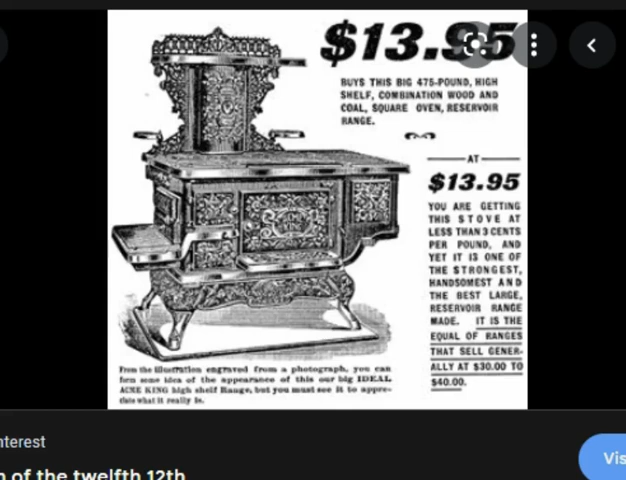 $13.95
BUYS THIS BIG 475-POUND, HIGH
SHELF, COMBINATION WOOD AND
COAL, SQUARE OVEN, RESERVOIR
RANGE.
AT
$13.95
YOU ARE GETTING
THIS STOVE AT
LESS THAN 3 CENTS
PER POUND, AND
YET IT IS ONE OF
THE STRONGEST,
HANDSOMEST AND
THE BEST LARGE,
RESERVOIR RANGE
MADE. IT IS THE
EQUAL OF RANGES
THAT SELL GENER-
ALLY AT $30.00 TO
$40.00.
ACME
KING
From the illustration engraved from a photograph, you can
form some idea of the appearance of this our big IDEAL
ACME KING high shelf Range, but you must see it to appre-
ciate what it really is.
nterest
Vis
n of the twelfth 12th